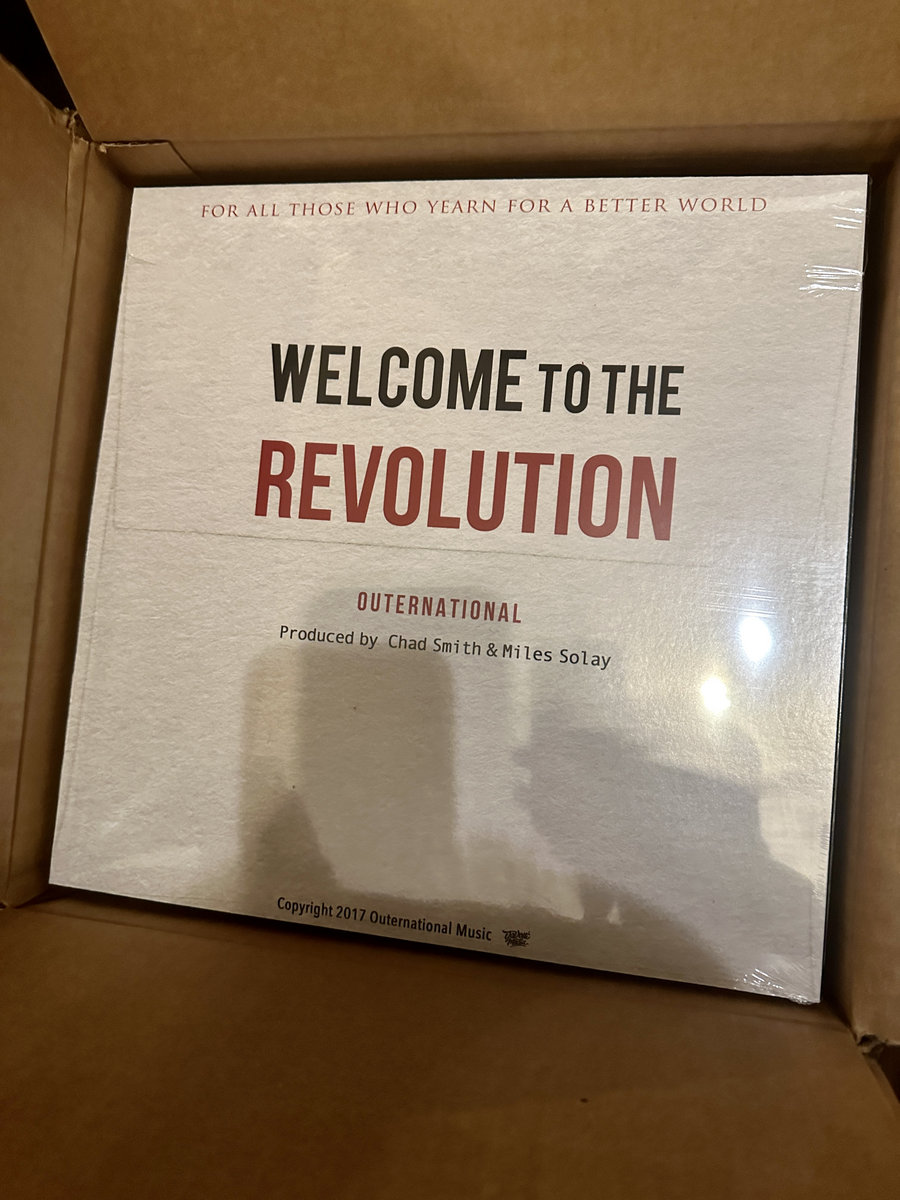 FOR ALL THOSE WHO YEARN FOR A BETTER WORLD
WELCOME TO THE
REVOLUTION
OUTERNATIONAL
Produced by Chad Smith & Miles Solay
Copyright 2017 Outernational Music